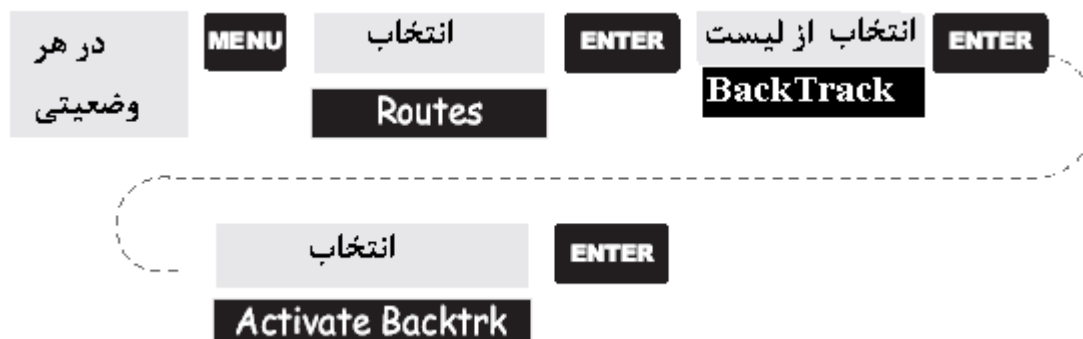 در هر
وضعیتی
MENU
انتخاب
Routes
ENTER
انتخاب از لیست
BackTrack
ENTER
انتخاب
Activate Backtrk
ENTER